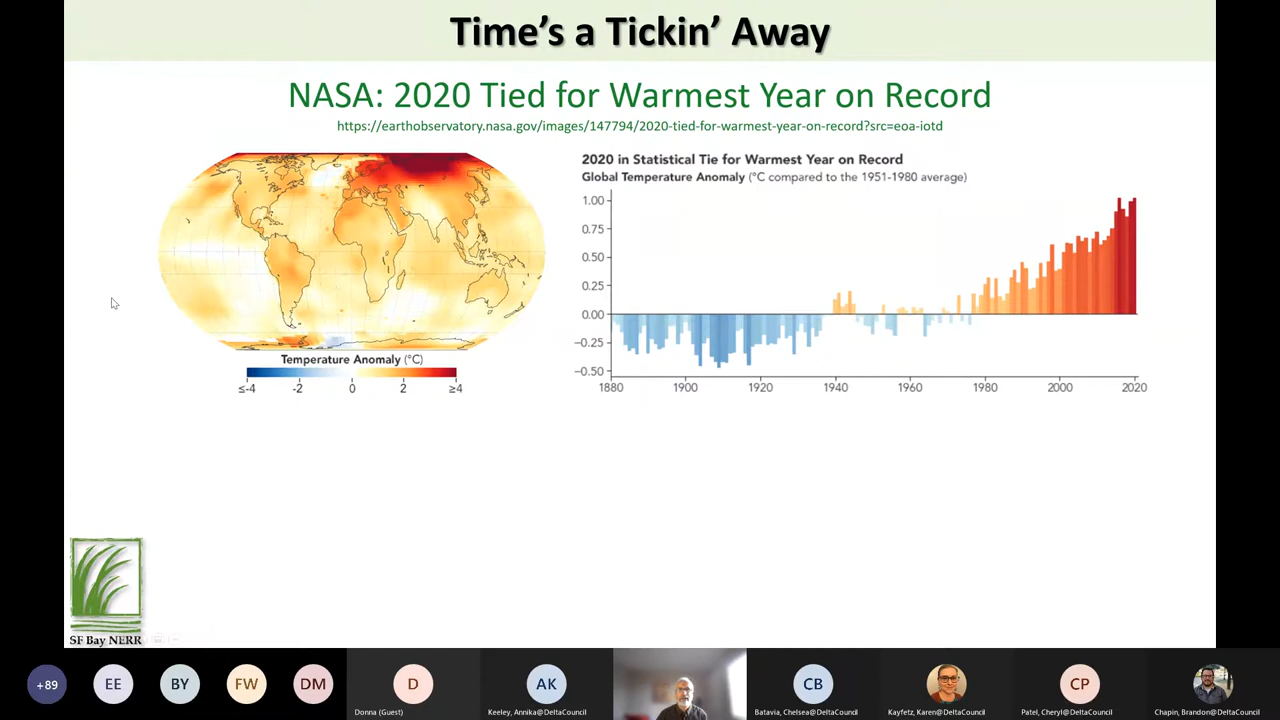 Time's a Tickin' Away
NASA: 2020 Tied for Warmest Year on Record
https://earthobservatory.nasa.gov/images/147794/2020-tied-for-warmest-year-on-record?src=eoa-iotd
Temperature Anomaly (°C)
≤-4 -2 0 2 ≥4
2020 in Statistical Tie for Warmest Year on Record
Global Temperature Anomaly (°C compared to the 1951-1980 average)
1.00
0.75
0.50
0.25
0.00
−0.25
−0.50
1880 1900 1920 1940 1960 1980 2000 2020
SF Bay NERR
+89 EE BY FW DM D AK CB CP
Donna (Guest) Keeley, Annika@DeltaCouncil Batavia, Chelsea@DeltaCouncil Kayfetz, Karen@DeltaCouncil Patel, Cheryl@DeltaCouncil Chapin, Brandon@DeltaCouncil